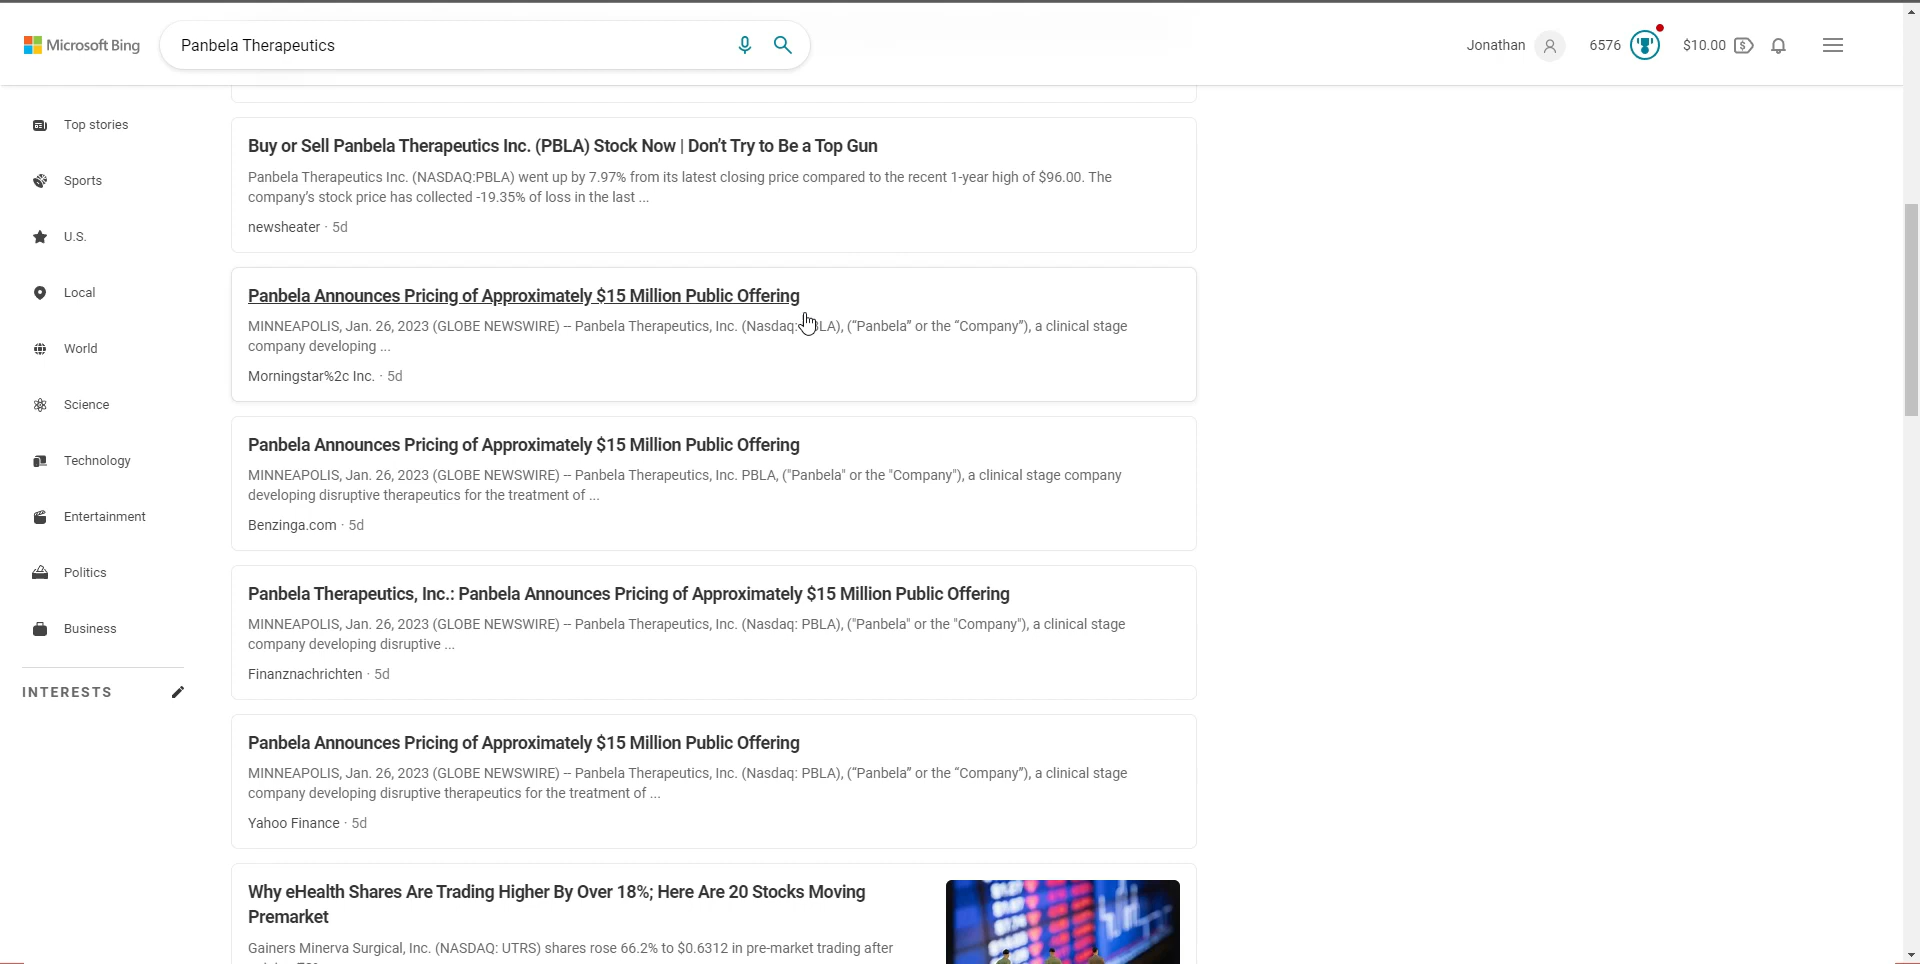 Microsoft Bing
Panbela Therapeutics
Jonathan
6576
$10.00
Top stories
Sports
U.S.
Local
World
Science
Technology
Entertainment
Politics
Business
INTERESTS
Buy or Sell Panbela Therapeutics Inc. (PBLA) Stock Now | Don’t Try to Be a Top Gun
Panbela Therapeutics Inc. (NASDAQ:PBLA) went up by 7.97% from its latest closing price compared to the recent 1-year high of $96.00. The
company’s stock price has collected -19.35% of loss in the last ...
newsheater · 5d
Panbela Announces Pricing of Approximately $15 Million Public Offering
MINNEAPOLIS, Jan. 26, 2023 (GLOBE NEWSWIRE) -- Panbela Therapeutics, Inc. (Nasdaq: LA), (“Panbela” or the “Company”), a clinical stage
company developing ...
Morningstar%2c Inc. · 5d
Panbela Announces Pricing of Approximately $15 Million Public Offering
MINNEAPOLIS, Jan. 26, 2023 (GLOBE NEWSWIRE) -- Panbela Therapeutics, Inc. PBLA, ("Panbela" or the "Company"), a clinical stage company
developing disruptive therapeutics for the treatment of ...
Benzinga.com · 5d
Panbela Therapeutics, Inc.: Panbela Announces Pricing of Approximately $15 Million Public Offering
MINNEAPOLIS, Jan. 26, 2023 (GLOBE NEWSWIRE) -- Panbela Therapeutics, Inc. (Nasdaq: PBLA), ("Panbela" or the "Company"), a clinical stage
company developing disruptive ...
Finanznachrichten · 5d
Panbela Announces Pricing of Approximately $15 Million Public Offering
MINNEAPOLIS, Jan. 26, 2023 (GLOBE NEWSWIRE) -- Panbela Therapeutics, Inc. (Nasdaq: PBLA), (“Panbela” or the “Company”), a clinical stage
company developing disruptive therapeutics for the treatment of ...
Yahoo Finance · 5d
Why eHealth Shares Are Trading Higher By Over 18%; Here Are 20 Stocks Moving
Premarket
Gainers Minerva Surgical, Inc. (NASDAQ: UTRS) shares rose 66.2% to $0.6312 in pre-market trading after